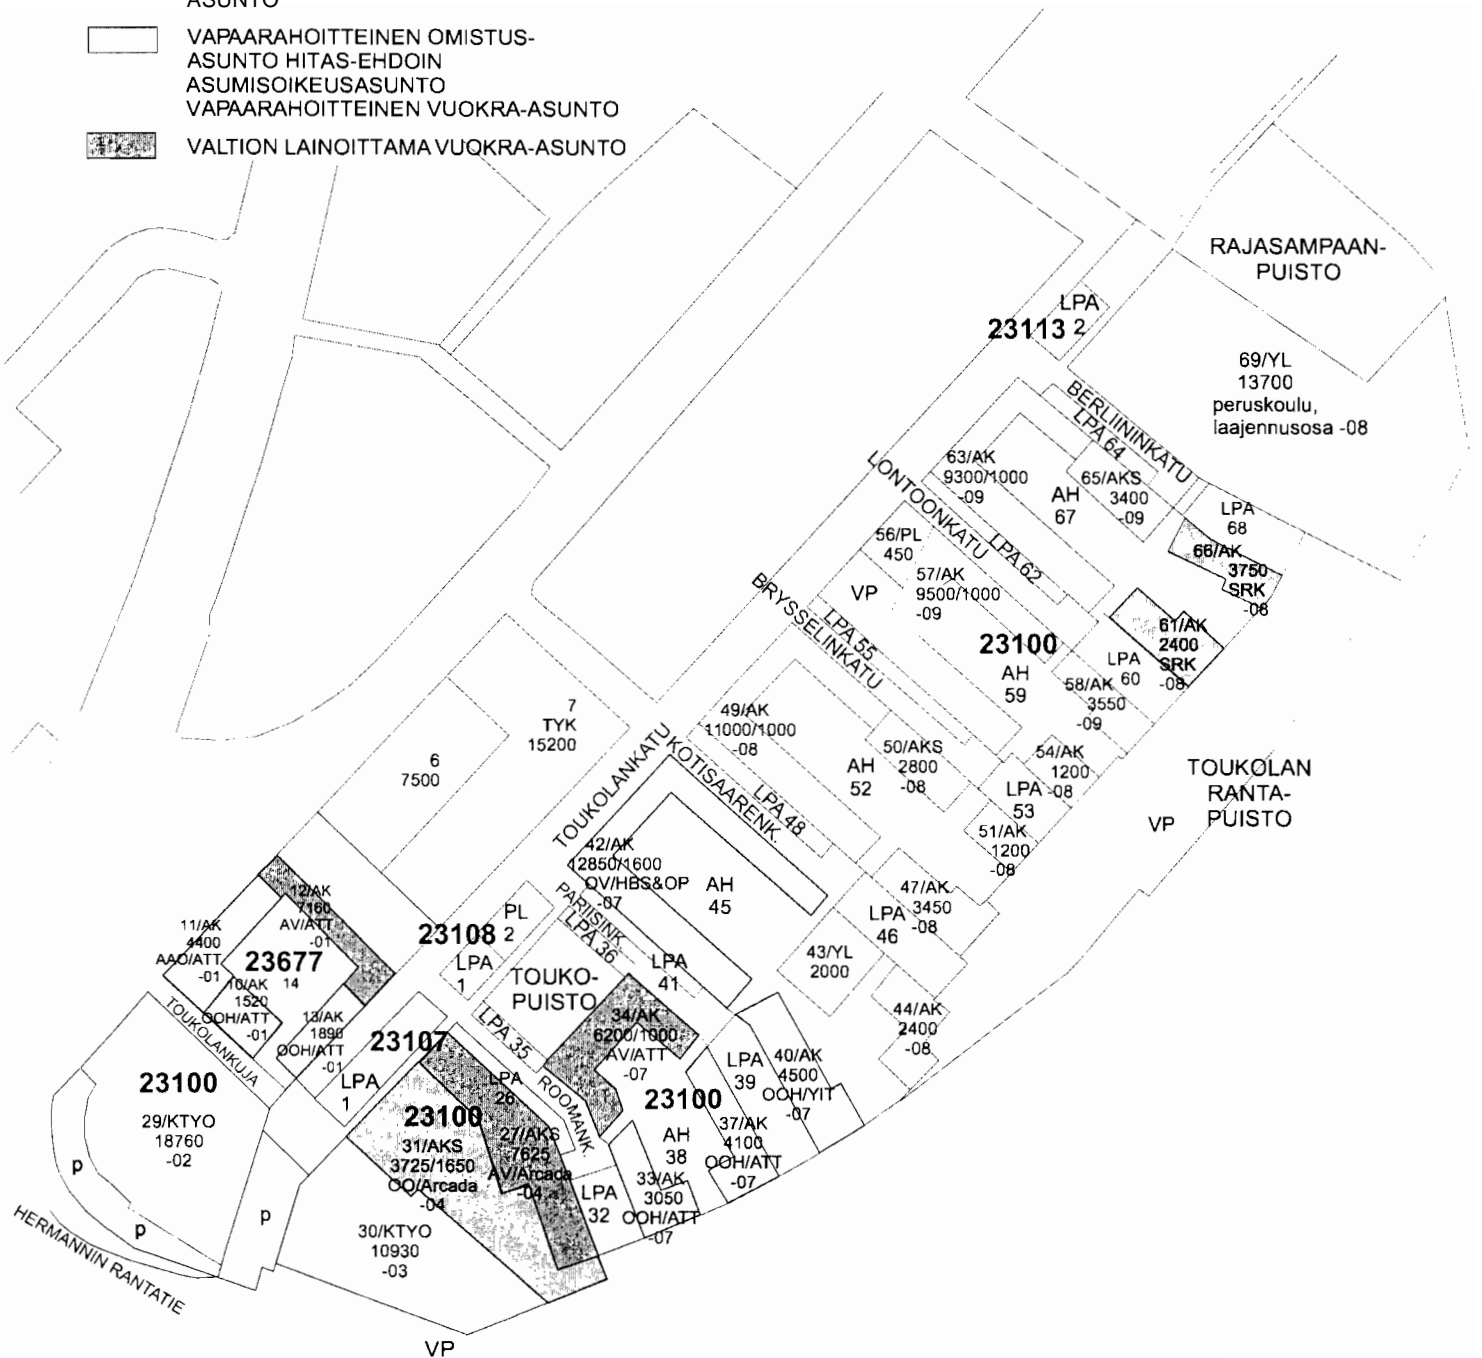 ASUNTO
VAPAARAHOITTEINEN OMISTUS-
ASUNTO HITAS-EHDOIN
ASUMISOIKEUSASUNTO
VAPAARAHOITTEINEN VUOKRA-ASUNTO
VALTION LAINOITTAMA VUOKRA-ASUNTO
RAJASAMPAAN-
PUISTO
LPA
23113 2
69/YL
13700
peruskoulu,
laajennusosa -08
BERLIININKATU
LPA 64
63/AK
9300/1000
-09
65/AKS
3400
-09
AH
67
LONTOONKATU
LPA 62
LPA
68
66/AK
3750
SRK
-08
56/PL
450
57/AK
9500/1000
-09
VP
BRYSSELINKATU
LPA 55
23100
AH
59
61/AK
2400
SRK
-08
LPA
60
58/AK
3550
-09
7
TYK
15200
6
7500
49/AK
11000/1000
-08
50/AKS
2800
-08
AH
52
54/AK
1200
-08
LPA
53
51/AK
1200
-08
TOUKOLAN
RANTA-
PUISTO
VP
TOUKOLANKATU
KOTISAARENK.
LPA 48
42/AK
12850/1600
OV/HBS&OP
-07
AH
45
47/AK
3450
-08
LPA
46
43/YL
2000
44/AK
2400
-08
12/AK
7160
AV/ATT
-01
11/AK
4400
AAO/ATT
-01
23677
14
10/AK
1520
OOH/ATT
-01
13/AK
1890
OOH/ATT
-01
TOUKOLANKUJA
PL
2
23108
LPA
1
PARIISINK.
LPA 36
LPA
41
TOUKO-
PUISTO
LPA 35
34/AK
6200/1000
AV/ATT
-07
23107
LPA
1
23100
29/KTYO
18760
-02
p
p
p
HERMANNIN RANTATIE
LPA
26
23100
31/AKS
3725/1650
OO/Arcada
-04
27/AKS
7625
AV/Arcada
-04
ROOMANK.
23100
AH
38
LPA
39
40/AK
4500
OOH/YIT
-07
37/AK
4100
OOH/ATT
-07
33/AK
3050
OOH/ATT
-07
LPA
32
30/KTYO
10930
-03
VP